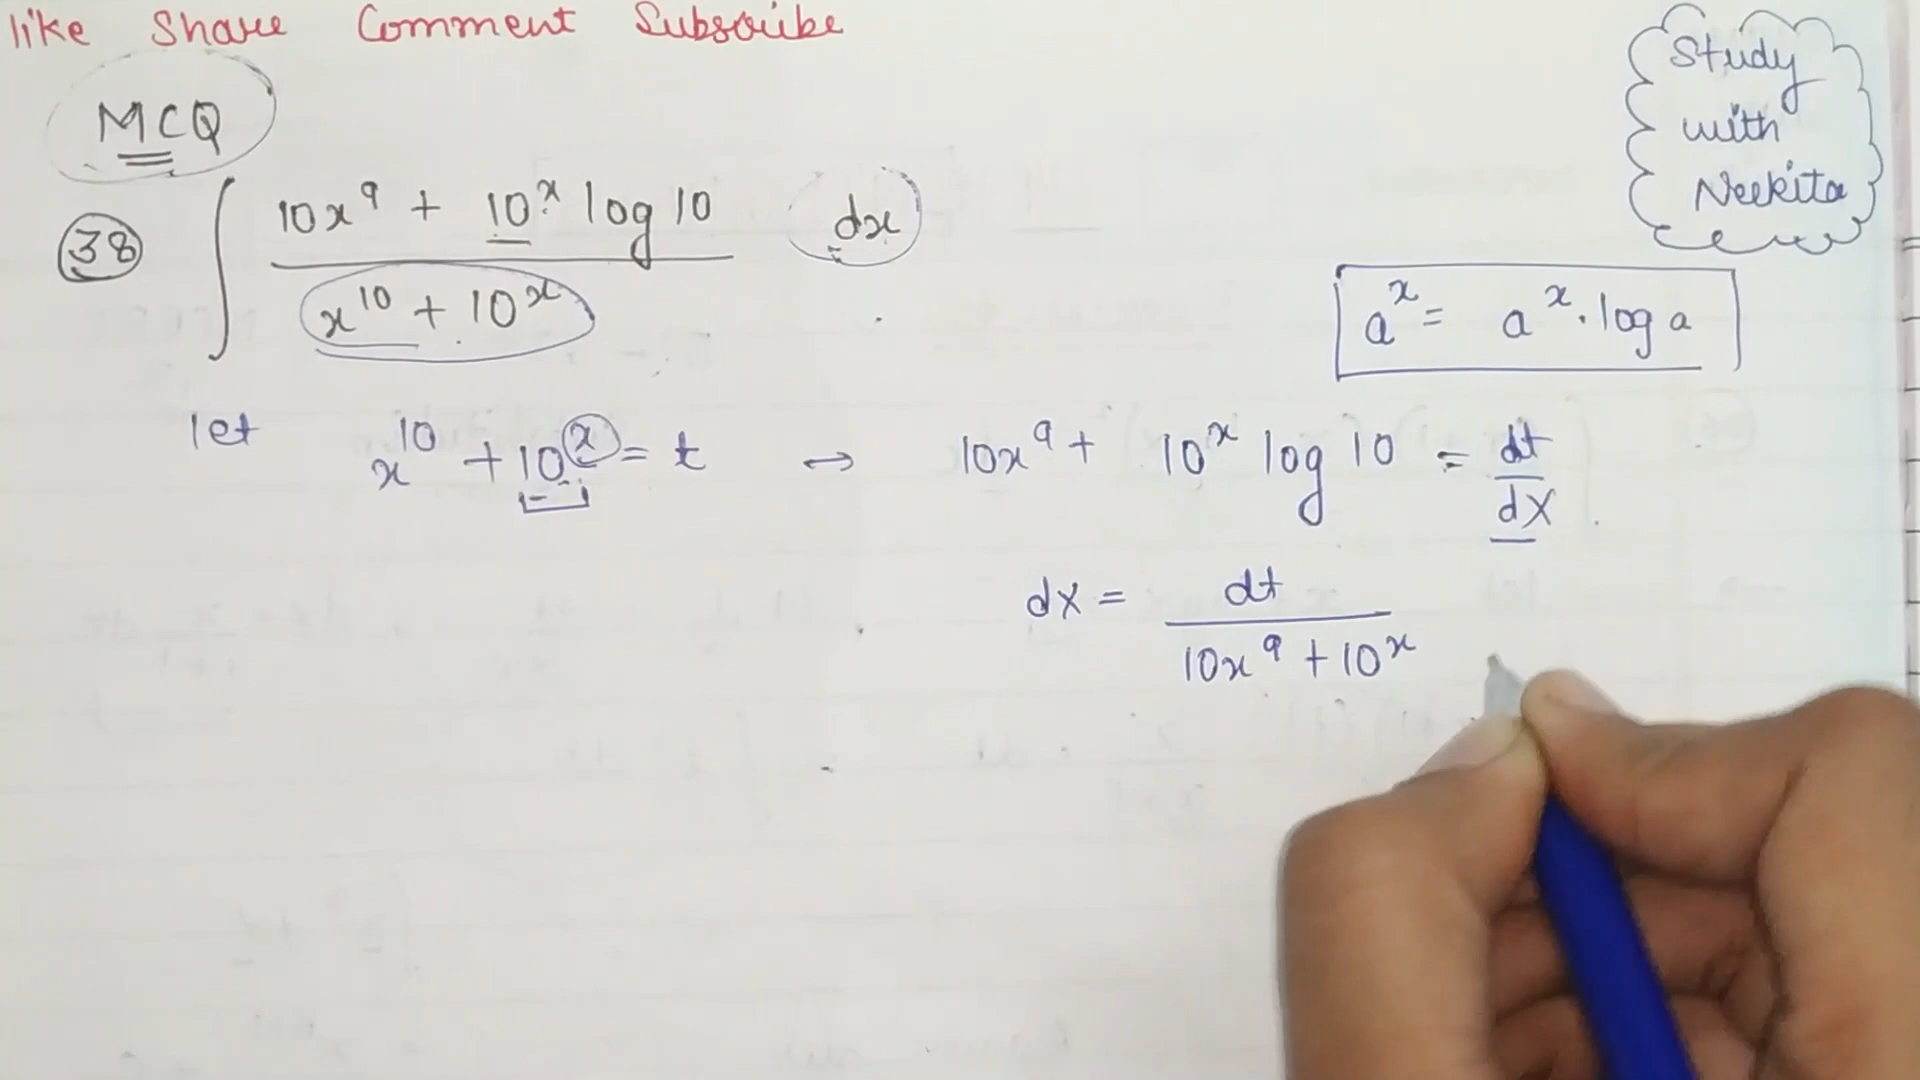 like Share Comment Subscribe
Study
with
Neekita
MCQ
38 ∫ (10x⁹ + 10ˣ log 10) / (x¹⁰ + 10ˣ) dx
aˣ = aˣ · log a
let x¹⁰ + 10ˣ = t → 10x⁹ + 10ˣ log 10 = dt/dx
dx = dt / (10x⁹ + 10ˣ